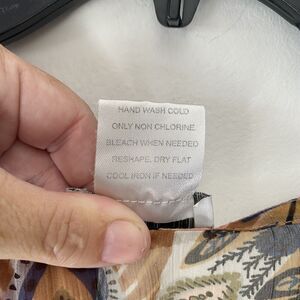 HAND WASH COLD
ONLY NON CHLORINE
BLEACH WHEN NEEDED
RESHAPE, DRY FLAT
COOL IRON IF NEEDED